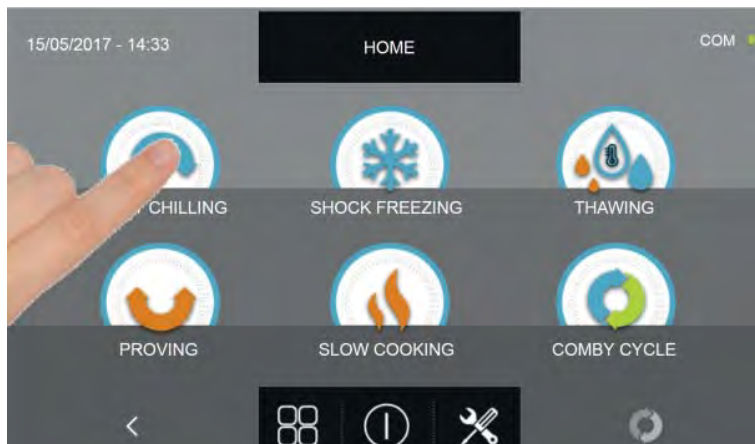 15/05/2017 - 14:33
HOME
COM
CHILLING
SHOCK FREEZING
THAWING
PROVING
SLOW COOKING
COMBY CYCLE